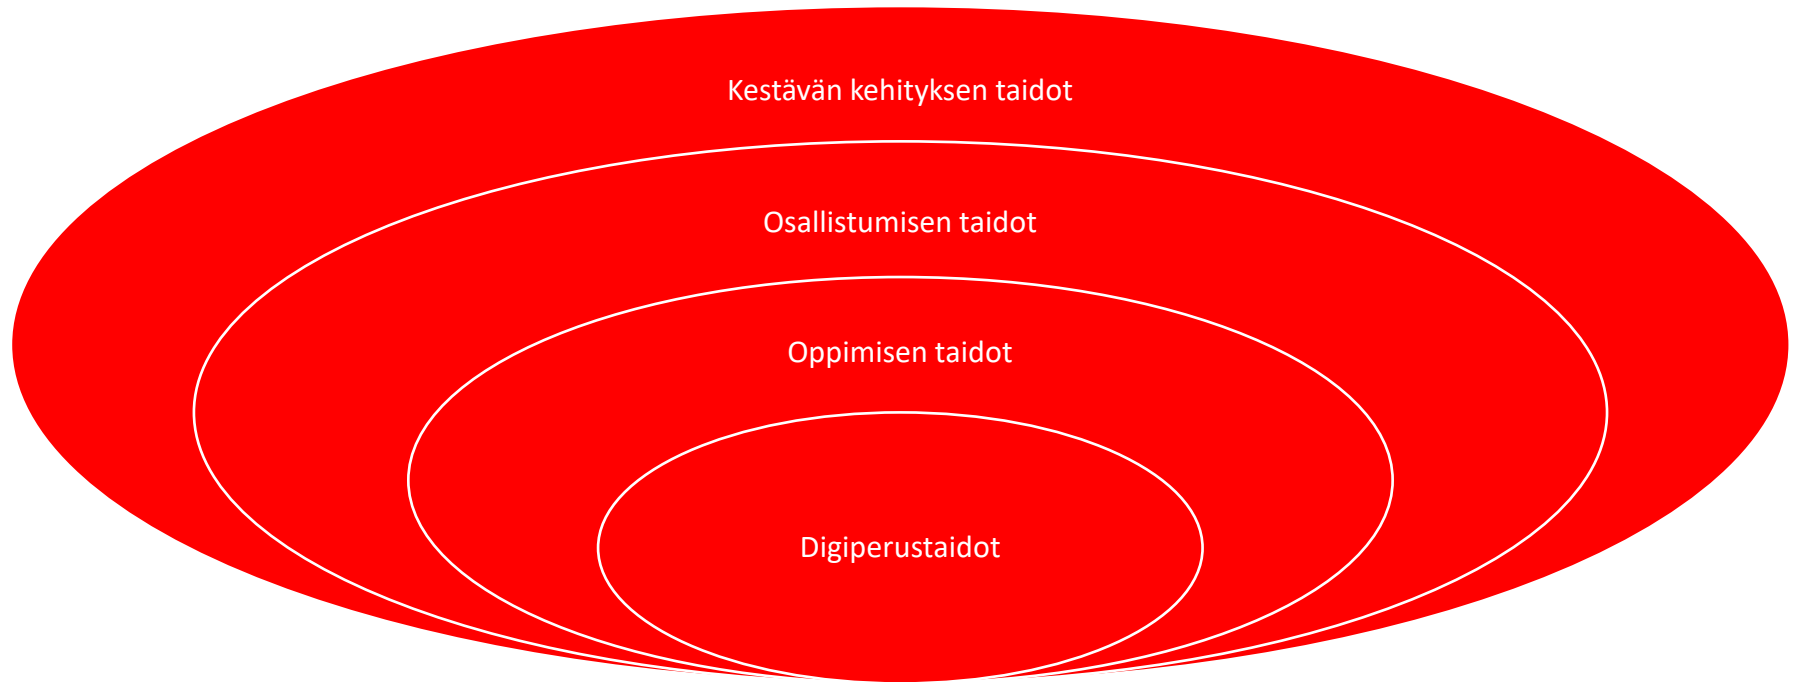 Kestävän kehityksen taidot
Osallistumisen taidot
Oppimisen taidot
Digiperustaidot